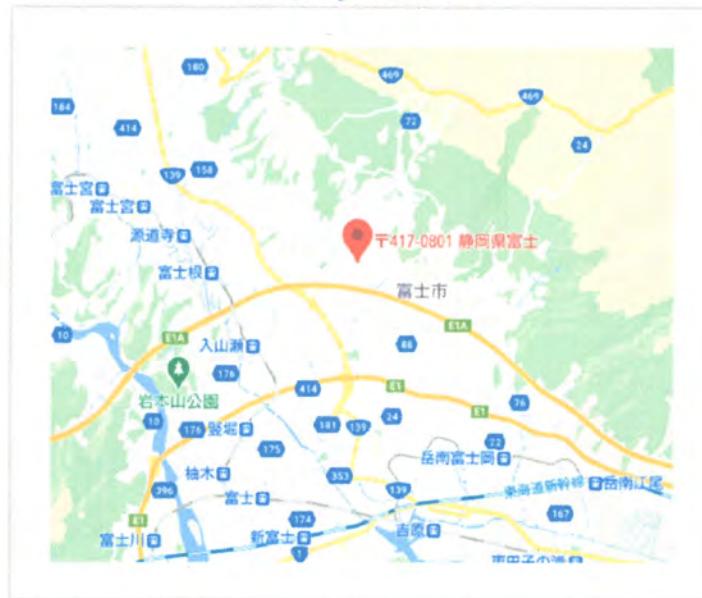 180
469
184
469
414
72
24
139
158
富士宮
富士宮
〒417-0801 静岡県富士
源道寺
富士根
富士市
E1A
10
E1A
入山瀬
88
176
岩本山公園
414
E1
76
E1
10
176
竪堀
181
139
24
175
72
岳南富士岡
柚木
353
139
東海道新幹線
岳南江尾
396
富士
167
E1
174
吉原
富士川
新富士
1